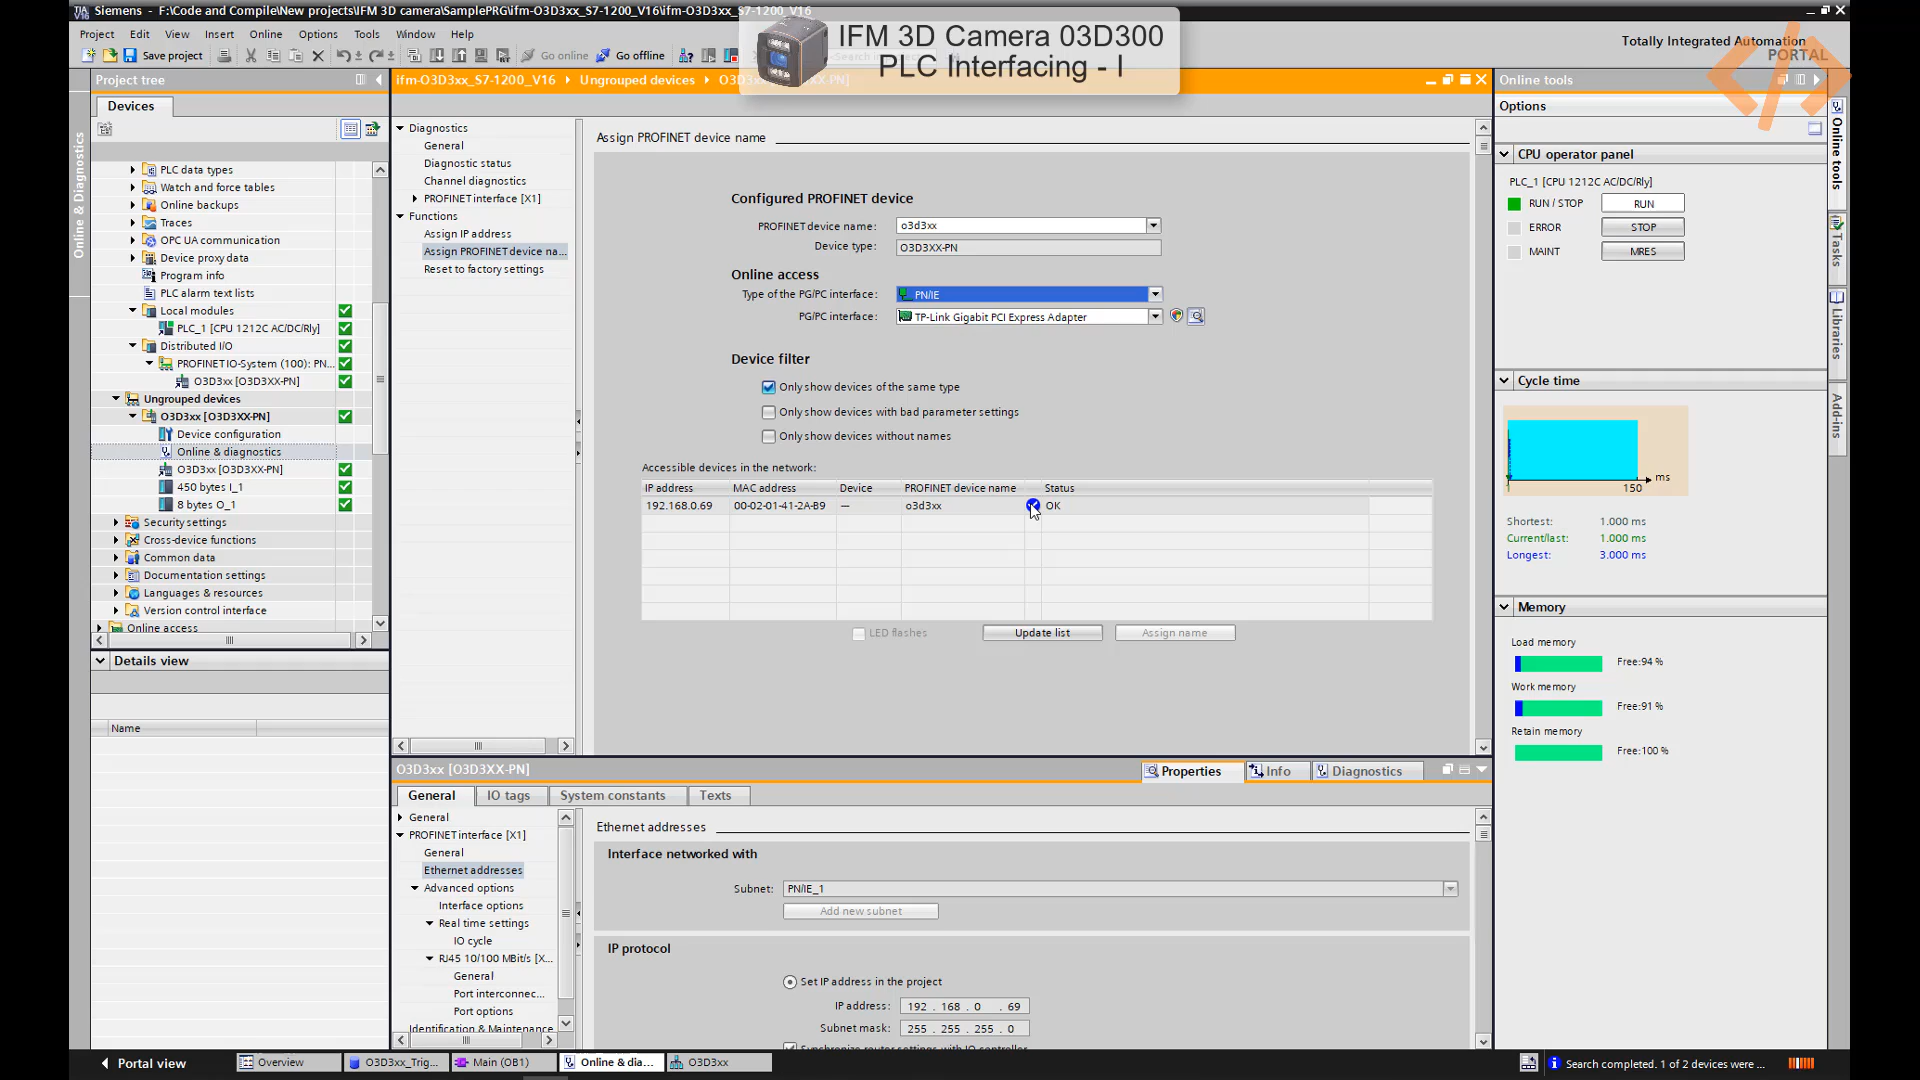 Siemens - F:\Code and Compile\New projects\IFM 3D camera\SamplePRG\ifm-O3D3xx_S7-1200_V16\ifm-O3D3xx_S7-1200_V16
IFM 3D Camera 03D300
PLC Interfacing - I
Project Edit View Insert Online Options Tools Window Help
Totally Integrated Automation
PORTAL
Save project
Go online
Go offline
Project tree
ifm-O3D3xx_S7-1200_V16 Ungrouped devices
Online tools
Devices
Options
PLC data types
Watch and force tables
Online backups
Traces
OPC UA communication
Device proxy data
Program info
PLC alarm text lists
Local modules
PLC_1 [CPU 1212C AC/DC/Rly]
Distributed I/O
PROFINET IO-System (100): PN...
O3D3xx [O3D3XX-PN]
Ungrouped devices
O3D3xx [O3D3XX-PN]
Device configuration
Online & diagnostics
O3D3xx [O3D3XX-PN]
450 bytes I_1
8 bytes O_1
Security settings
Cross-device functions
Common data
Documentation settings
Languages & resources
Version control interface
Online access
Details view
Name
Online & Diagnostics
Diagnostics
General
Diagnostic status
Channel diagnostics
PROFINET interface [X1]
Functions
Assign IP address
Assign PROFINET device na...
Reset to factory settings
Assign PROFINET device name
Configured PROFINET device
PROFINET device name: o3d3xx
Device type: O3D3XX-PN
Online access
Type of the PG/PC interface: PN/IE
PG/PC interface: TP-Link Gigabit PCI Express Adapter
Device filter
Only show devices of the same type
Only show devices with bad parameter settings
Only show devices without names
Accessible devices in the network:
IP address MAC address Device PROFINET device name Status
192.168.0.69 00-02-01-41-2A-B9 — o3d3xx OK
LED flashes Update list Assign name
O3D3xx [O3D3XX-PN]
Properties Info Diagnostics
General IO tags System constants Texts
General
PROFINET interface [X1]
General
Ethernet addresses
Advanced options
Interface options
Real time settings
IO cycle
RJ45 10/100 MBit/s [X...
General
Port interconnec...
Port options
Identification & Maintenance
Ethernet addresses
Interface networked with
Subnet: PN/IE_1
Add new subnet
IP protocol
Set IP address in the project
IP address: 192 . 168 . 0 . 69
Subnet mask: 255 . 255 . 255 . 0
Synchronize router settings with IO controller
CPU operator panel
PLC_1 [CPU 1212C AC/DC/Rly]
RUN / STOP RUN
ERROR STOP
MAINT MRES
Cycle time
1 150 ms
Shortest: 1.000 ms
Current/last: 1.000 ms
Longest: 3.000 ms
Memory
Load memory
Free:94 %
Work memory
Free:91 %
Retain memory
Free:100 %
Online tools
Tasks
Libraries
Add-ins
Portal view Overview O3D3xx_Trig... Main (OB1) Online & dia... O3D3xx
Search completed. 1 of 2 devices were ...